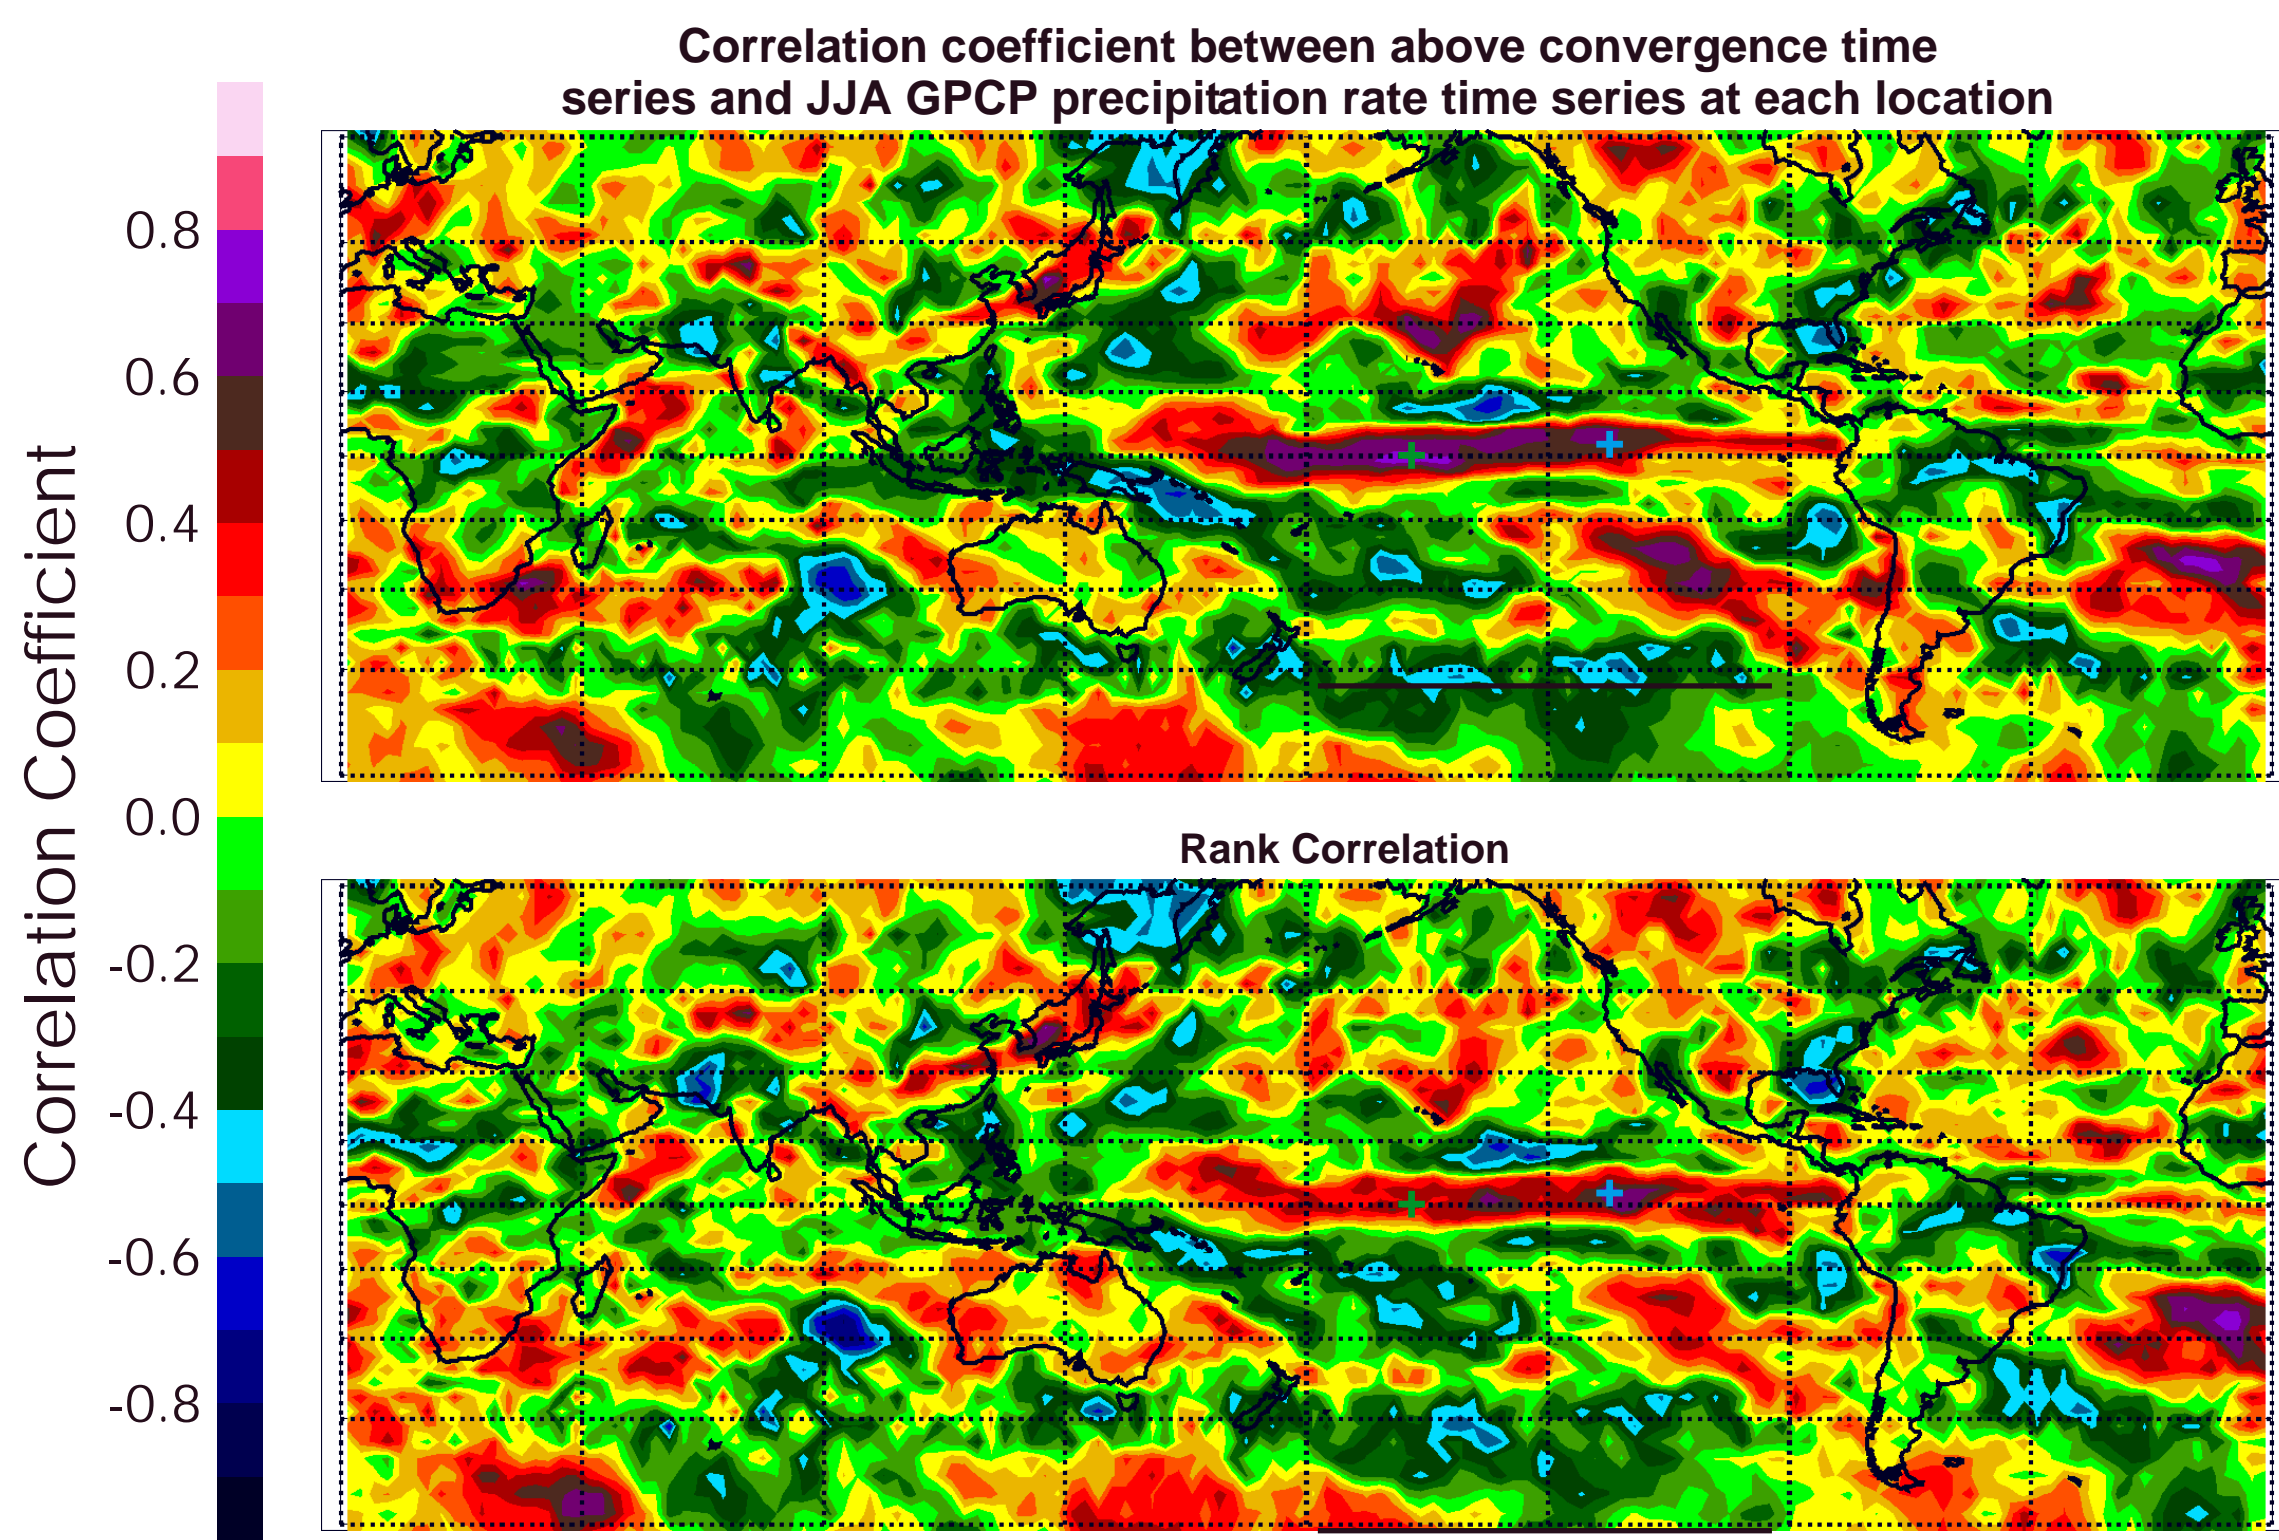 Correlation coefficient between above convergence time
series and JJA GPCP precipitation rate time series at each location
Correlation Coefficient
0.8
0.6
0.4
0.2
0.0
-0.2
-0.4
-0.6
-0.8
Rank Correlation